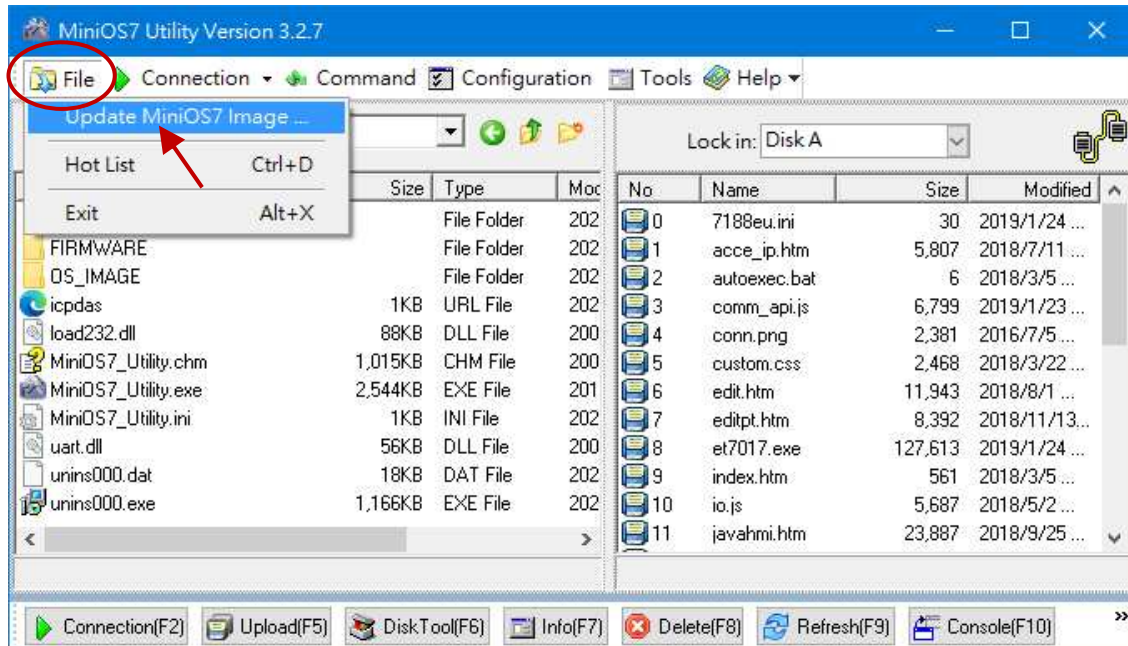 MiniOS7 Utility Version 3.2.7
File Connection Command Configuration Tools Help
Update MiniOS7 Image ...
Hot List Ctrl+D
Exit Alt+X
Lock in: Disk A
Size Type
No Name Size Modified
File Folder 202
0 7188eu.ini 30 2019/1/24 ...
FIRMWARE File Folder 202
1 acce_ip.htm 5,807 2018/7/11 ...
OS_IMAGE File Folder 202
2 autoexec.bat 6 2018/3/5 ...
icpdas 1KB URL File 202
3 comm_api.js 6,799 2019/1/23 ...
load232.dll 88KB DLL File 200
4 conn.png 2,381 2016/7/5 ...
MiniOS7_Utility.chm 1,015KB CHM File 200
5 custom.css 2,468 2018/3/22 ...
MiniOS7_Utility.exe 2,544KB EXE File 201
6 edit.htm 11,943 2018/8/1 ...
MiniOS7_Utility.ini 1KB INI File 202
7 editpt.htm 8,392 2018/11/13...
uart.dll 56KB DLL File 200
8 et7017.exe 127,613 2019/1/24 ...
unins000.dat 18KB DAT File 202
9 index.htm 561 2018/3/5 ...
unins000.exe 1,166KB EXE File 202
10 io.js 5,687 2018/5/2 ...
11 javahmi.htm 23,887 2018/9/25 ...
Connection(F2) Upload(F5) DiskTool(F6) Info(F7) Delete(F8) Refresh(F9) Console(F10) »